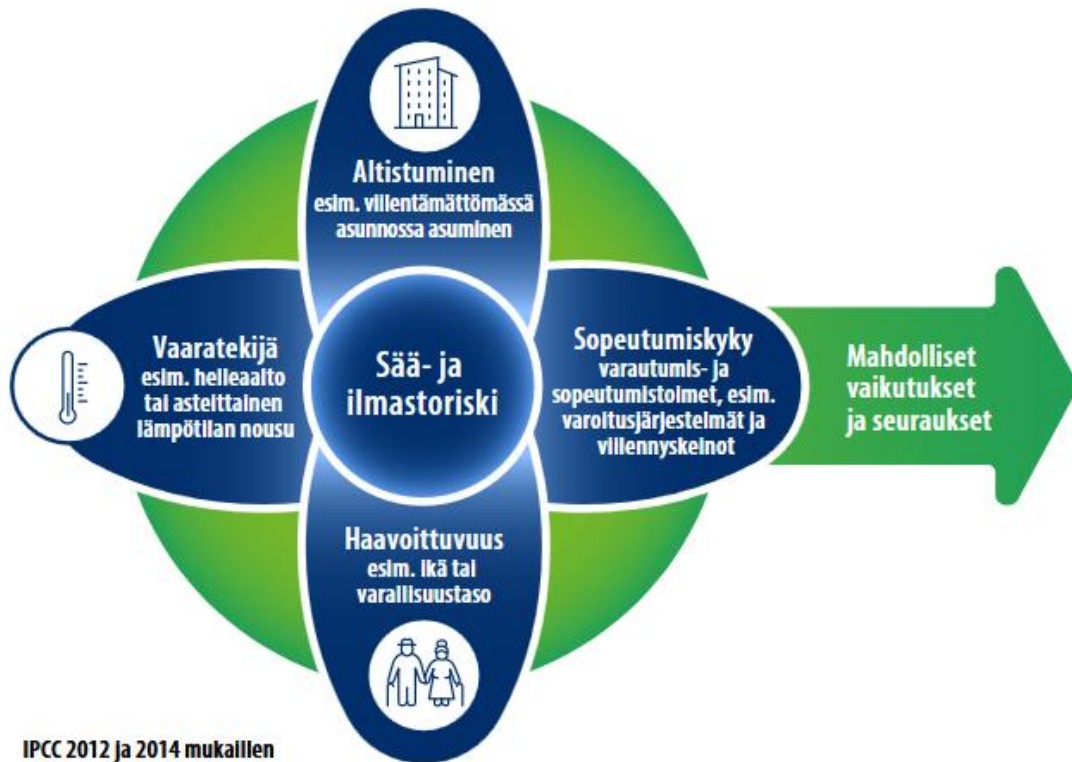 Altistuminen
esim. viilentämättömässä
asunnossa asuminen
Vaaratekijä
esim. helleaalto
tai asteittainen
lämpötilan nousu
Sää- ja
ilmastoriski
Sopeutumiskyky
varautumis- ja
sopeutumistoimet, esim.
varoitusjärjestelmät ja
viilennyskeinot
Mahdolliset
vaikutukset
ja seuraukset
Haavoittuvuus
esim. ikä tai
varallisuustaso
IPCC 2012 ja 2014 mukaillen